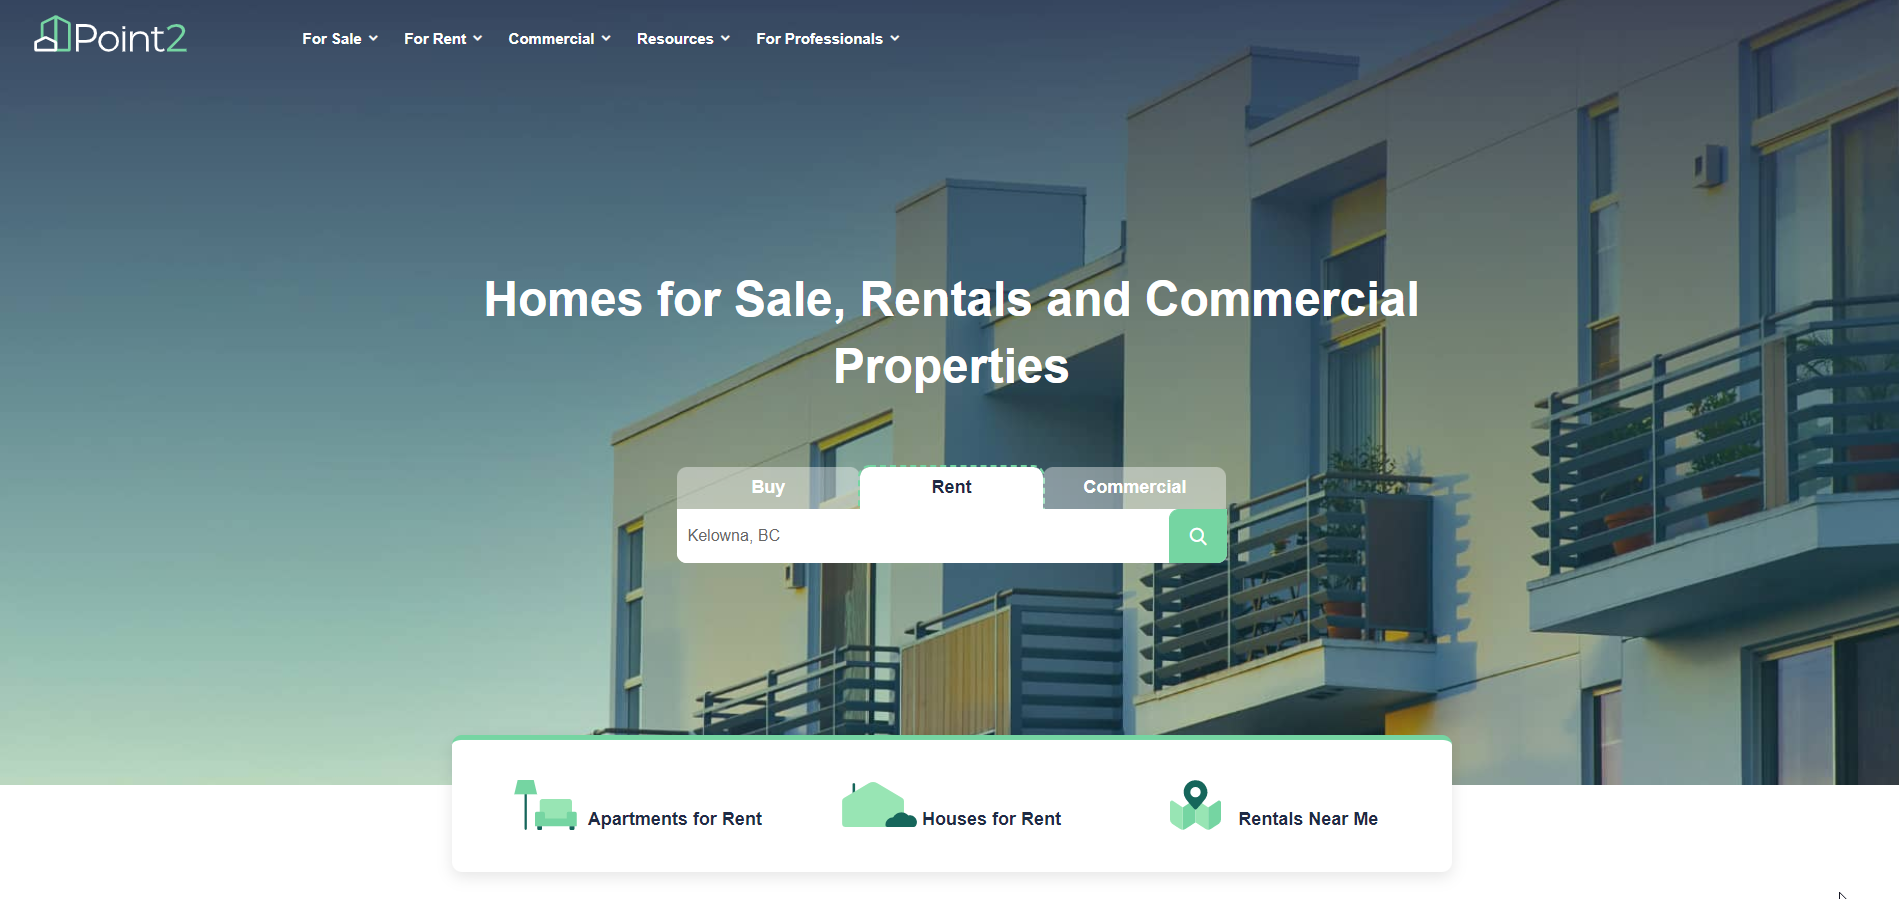 Point2
For Sale
For Rent
Commercial
Resources
For Professionals
Homes for Sale, Rentals and Commercial
Properties
Buy
Rent
Commercial
Kelowna, BC
Apartments for Rent
Houses for Rent
Rentals Near Me